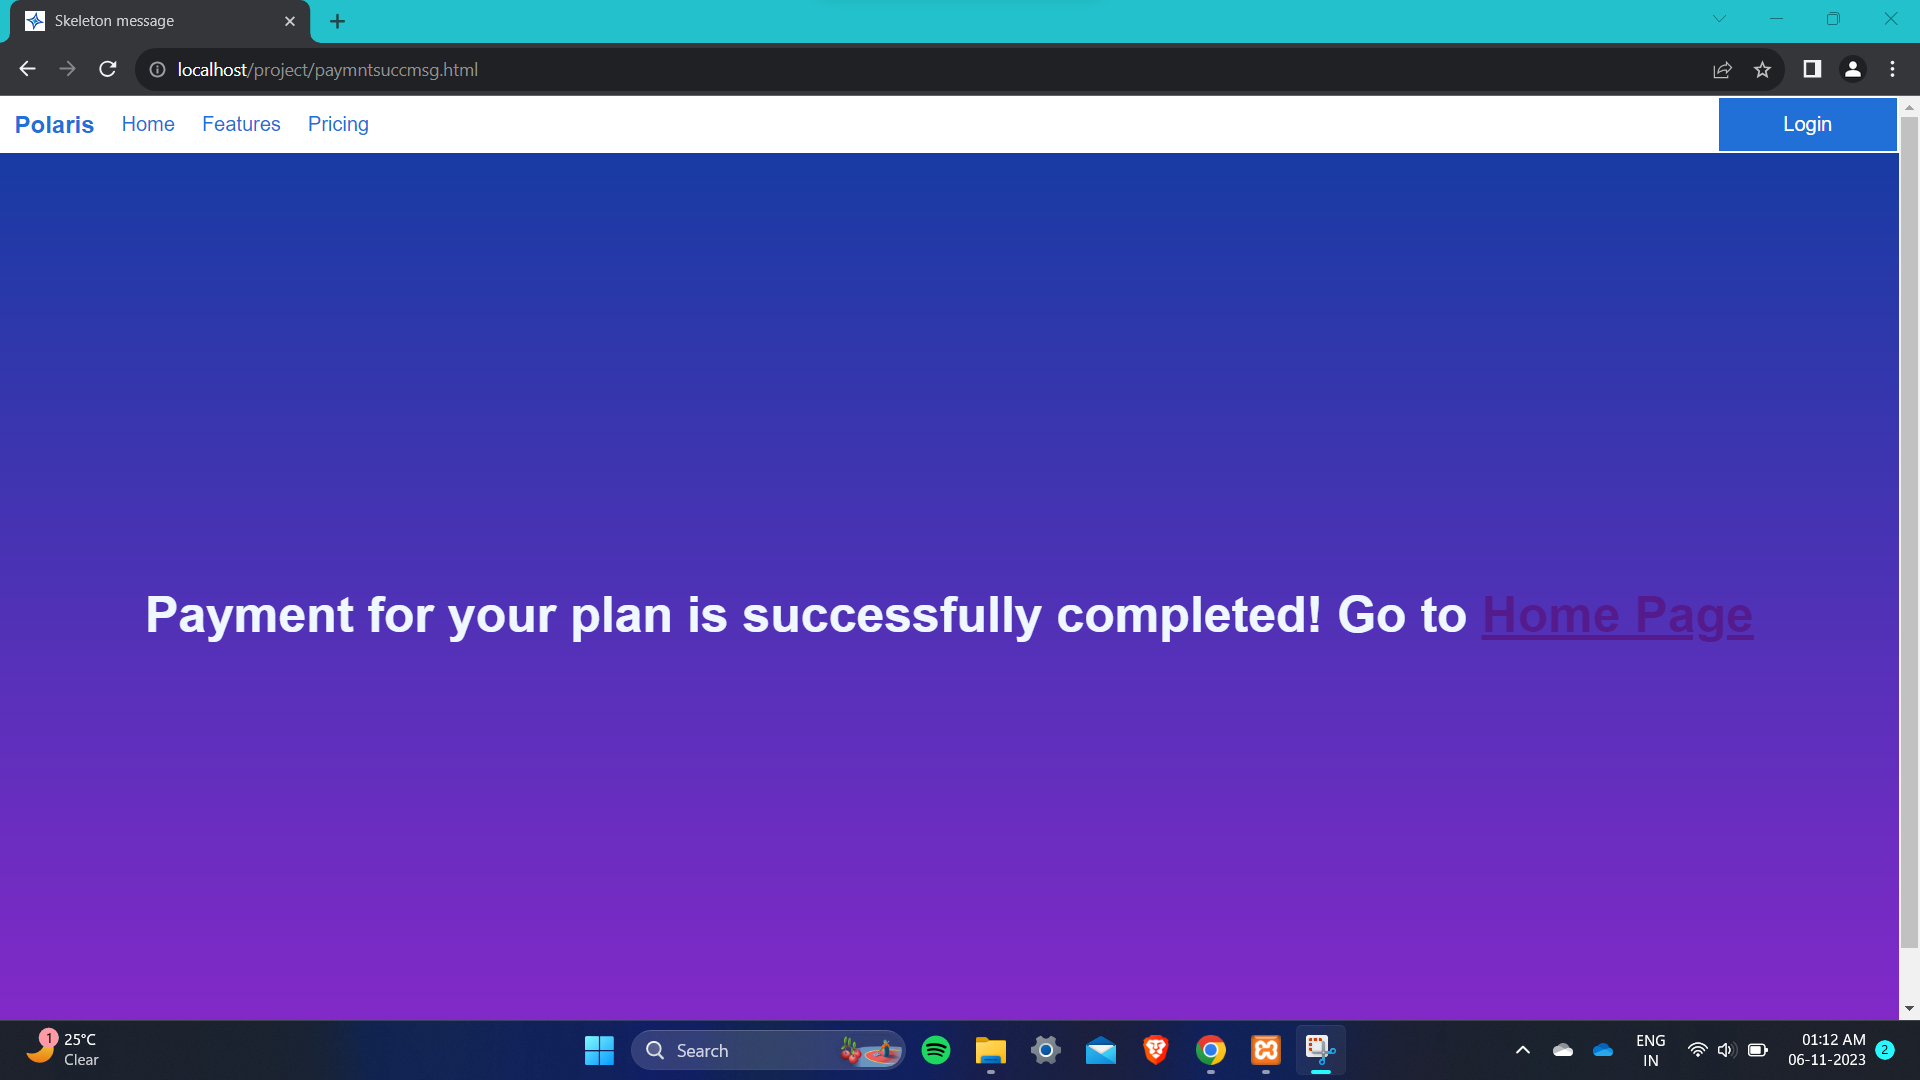 Skeleton message
localhost/project/paymntsuccmsg.html
Polaris Home Features Pricing Login
Payment for your plan is successfully completed! Go to Home Page
1 25°C
Clear
Search
ENG
IN
01:12 AM
06-11-2023
2